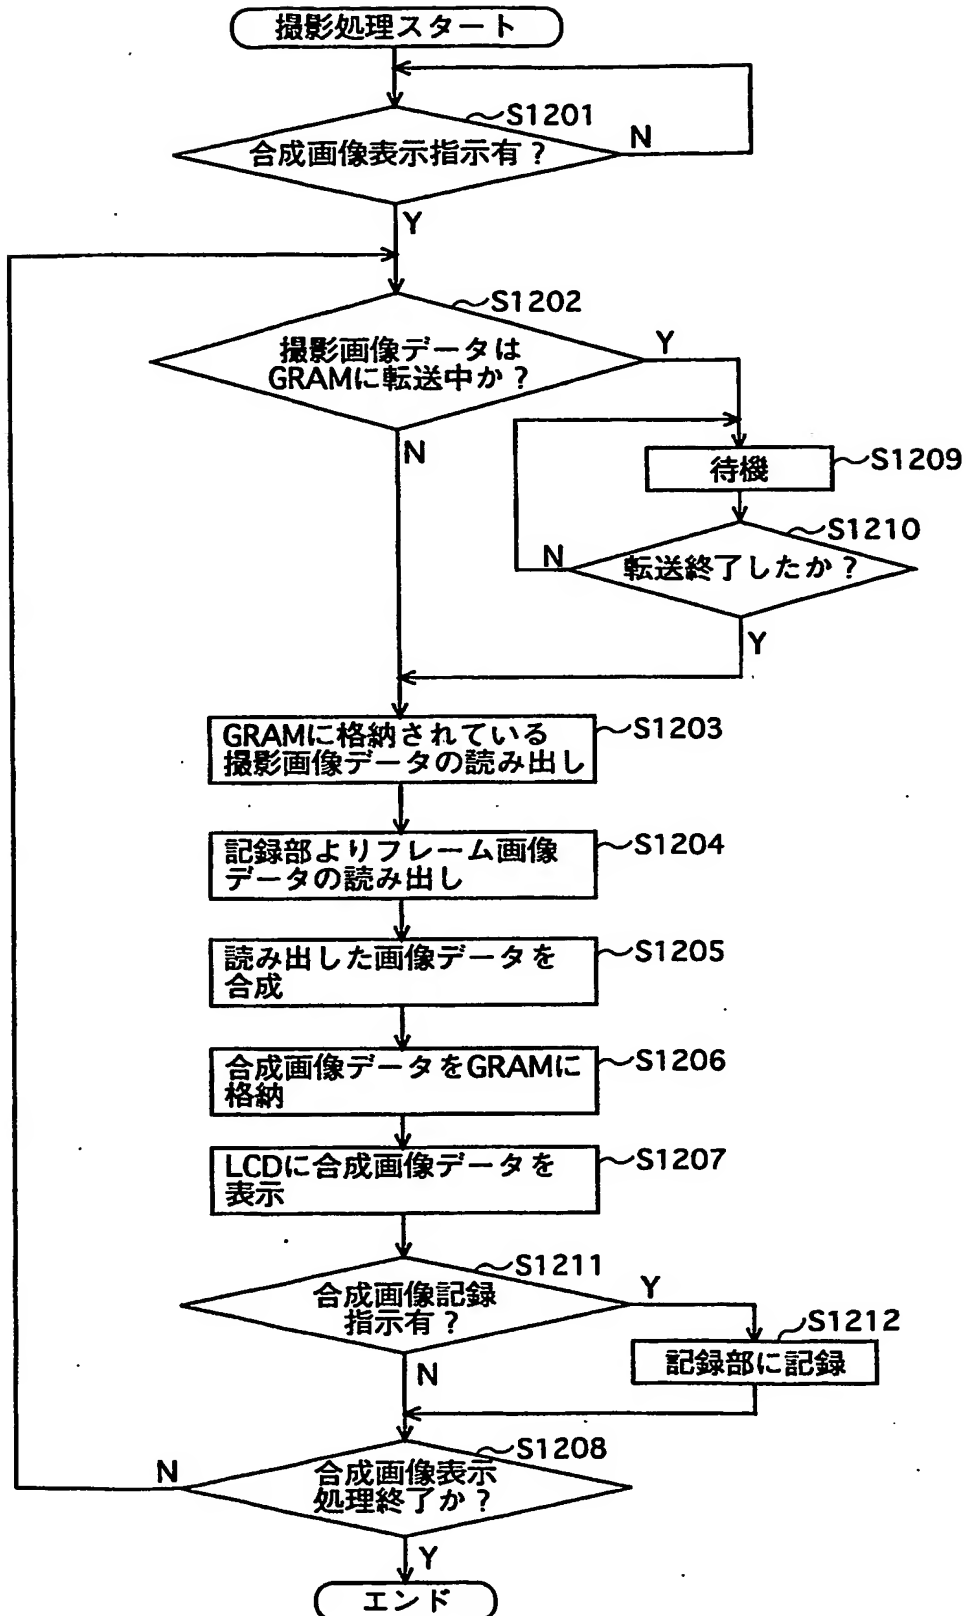 撮影処理スタート
S1201
合成画像表示指示有?
N
Y
S1202
撮影画像データは
GRAMに転送中か?
Y
N
待機
S1209
S1210
転送終了したか?
N
Y
GRAMに格納されている
撮影画像データの読み出し
S1203
記録部よりフレーム画像
データの読み出し
S1204
読み出した画像データを
合成
S1205
合成画像データをGRAMに
格納
S1206
LCDに合成画像データを
表示
S1207
S1211
合成画像記録
指示有?
Y
N
S1212
記録部に記録
S1208
合成画像表示
処理終了か?
N
Y
エンド